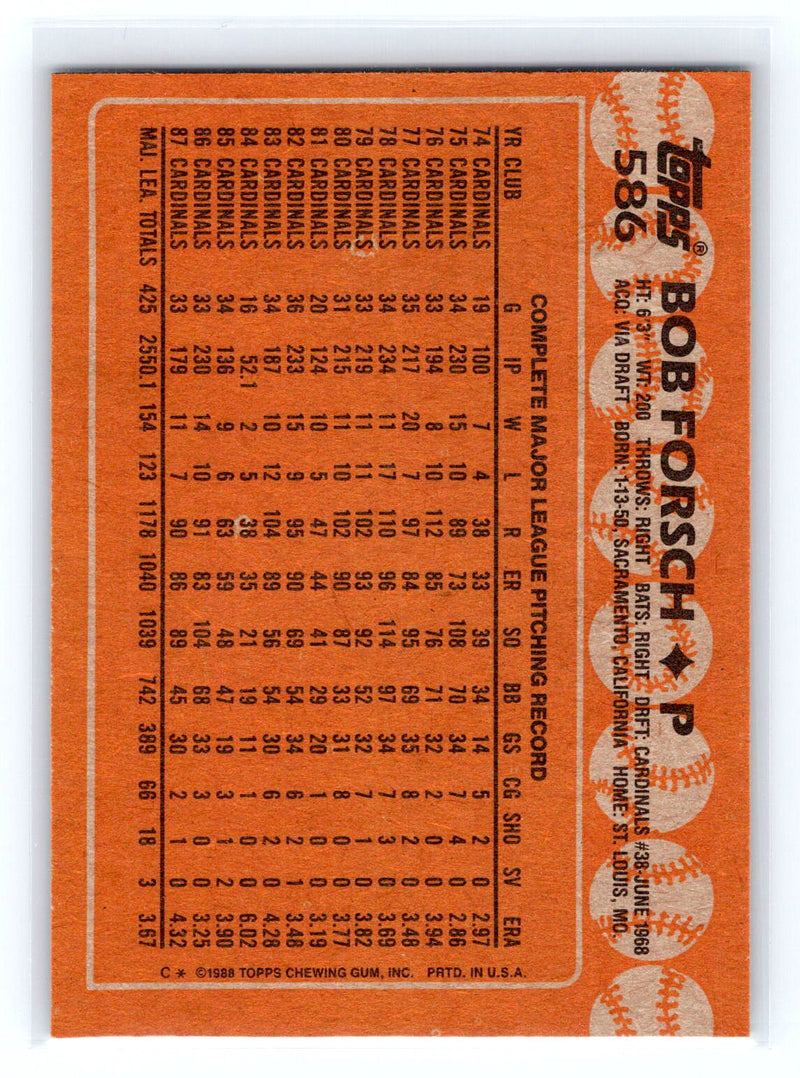 topps®
586
BOB FORSCH ◆ P
HT: 6'3" WT: 200 THROWS: RIGHT BATS: RIGHT DRFT: CARDINALS #38-JUNE 1968
ACQ: VIA DRAFT BORN: 1-13-50, SACRAMENTO, CALIFORNIA HOME: ST. LOUIS, MO.
COMPLETE MAJOR LEAGUE PITCHING RECORD
YR CLUB G IP W L R ER SO BB GS CG SHO SV ERA
74 CARDINALS 19 100 7 4 38 33 39 34 14 5 2 0 2.97
75 CARDINALS 34 230 15 10 89 73 108 70 34 7 4 0 2.86
76 CARDINALS 33 194 8 10 112 85 76 71 32 2 0 0 3.94
77 CARDINALS 35 217 20 7 97 84 95 69 35 8 2 0 3.48
78 CARDINALS 34 234 11 17 110 96 114 97 34 7 3 0 3.69
79 CARDINALS 33 219 11 11 102 93 92 52 32 7 1 0 3.82
80 CARDINALS 31 215 11 10 102 90 87 33 31 8 0 0 3.77
81 CARDINALS 20 124 10 5 47 44 41 29 20 1 0 0 3.19
82 CARDINALS 36 233 15 9 95 90 69 54 34 6 2 1 3.48
83 CARDINALS 34 187 10 12 104 89 56 54 30 6 2 0 4.28
84 CARDINALS 16 52.1 2 5 38 35 21 19 11 1 0 0 6.02
85 CARDINALS 34 136 9 6 63 59 48 47 19 3 1 2 3.90
86 CARDINALS 33 230 14 10 91 83 104 68 33 3 0 0 3.25
87 CARDINALS 33 179 11 7 90 86 89 45 30 2 1 0 4.32
MAJ. LEA. TOTALS 425 2550.1 154 123 1178 1040 1039 742 389 66 18 3 3.67
C * ©1988 TOPPS CHEWING GUM, INC. PRTD. IN U.S.A.